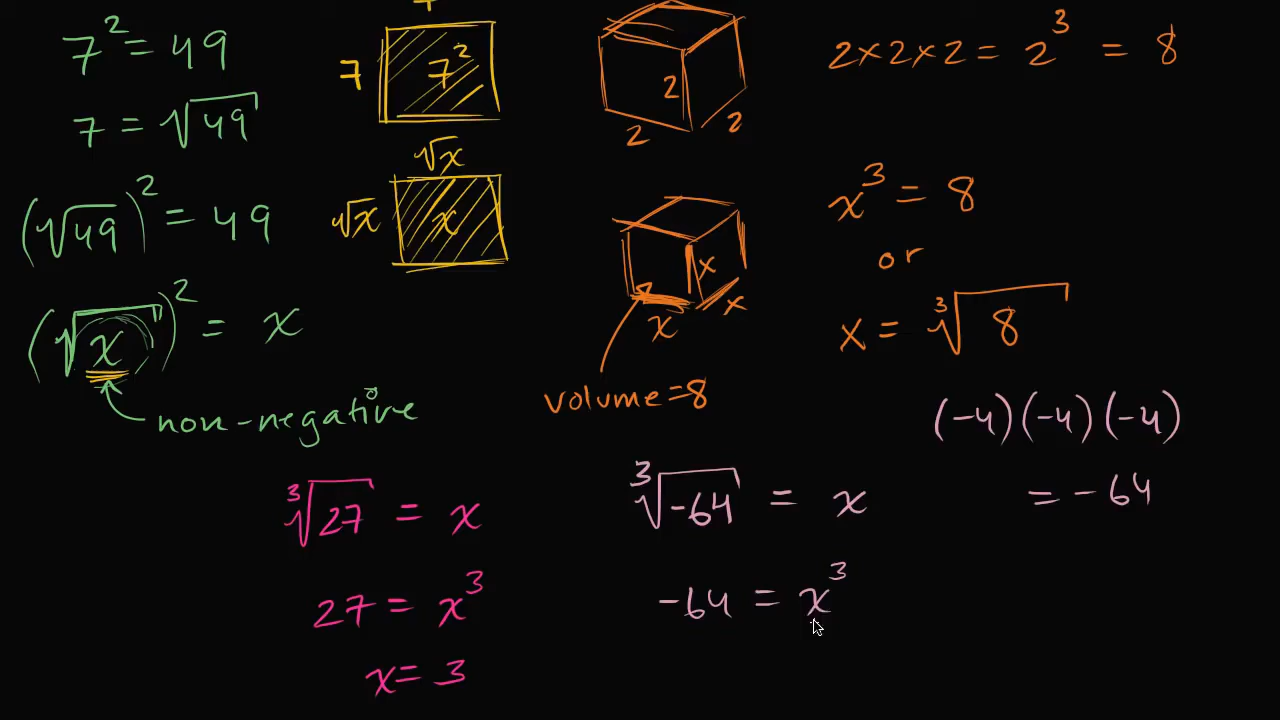 7² = 49
7 = √49
(√49)² = 49
(√x)² = x
non-negative
7
7²
√x
√x
x
2
2
2
x
x
x
volume=8
2×2×2 = 2³ = 8
x³ = 8
or
x = ∛8
∛27 = x
27 = x³
x = 3
∛-64 = x
-64 = x³
(-4)(-4)(-4)
= -64